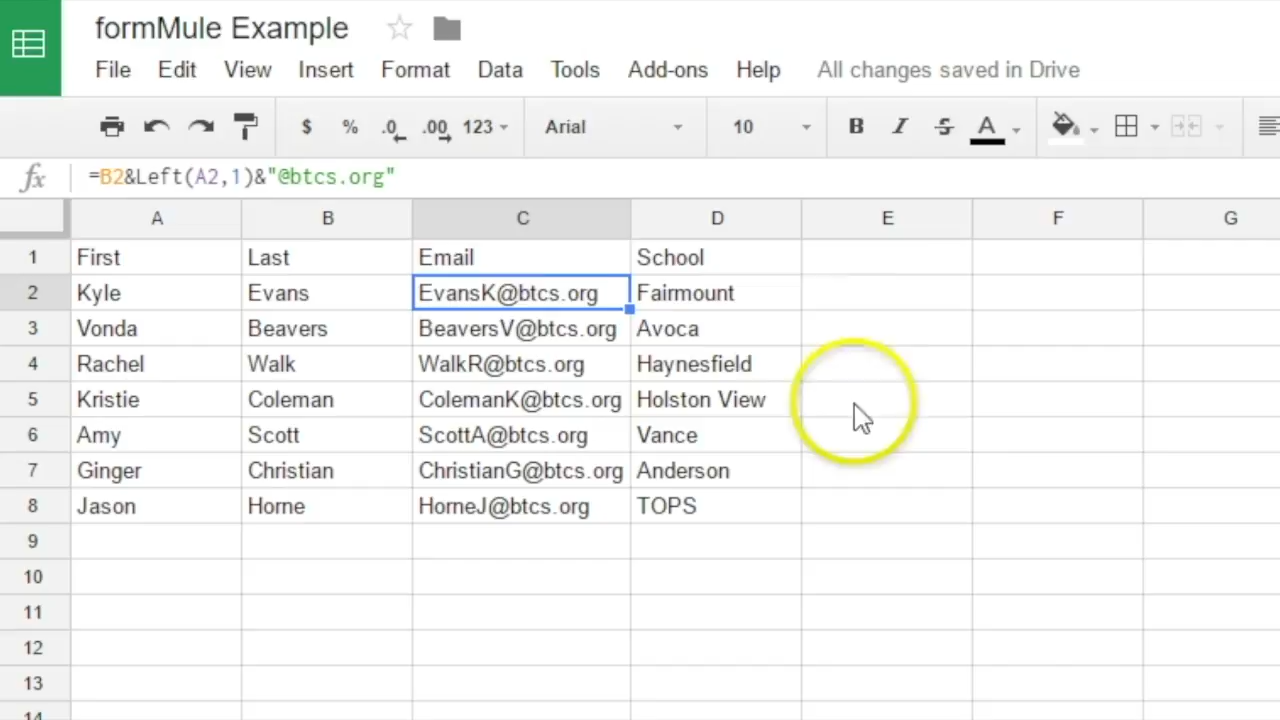 formMule Example
File Edit View Insert Format Data Tools Add-ons Help All changes saved in Drive
$ % .0 .00 123 Arial 10 B I S A
fx =B2&Left(A2,1)&"@btcs.org"
A B C D E F G
1 First Last Email School
2 Kyle Evans EvansK@btcs.org Fairmount
3 Vonda Beavers BeaversV@btcs.org Avoca
4 Rachel Walk WalkR@btcs.org Haynesfield
5 Kristie Coleman ColemanK@btcs.org Holston View
6 Amy Scott ScottA@btcs.org Vance
7 Ginger Christian ChristianG@btcs.org Anderson
8 Jason Horne HorneJ@btcs.org TOPS
9
10
11
12
13
14